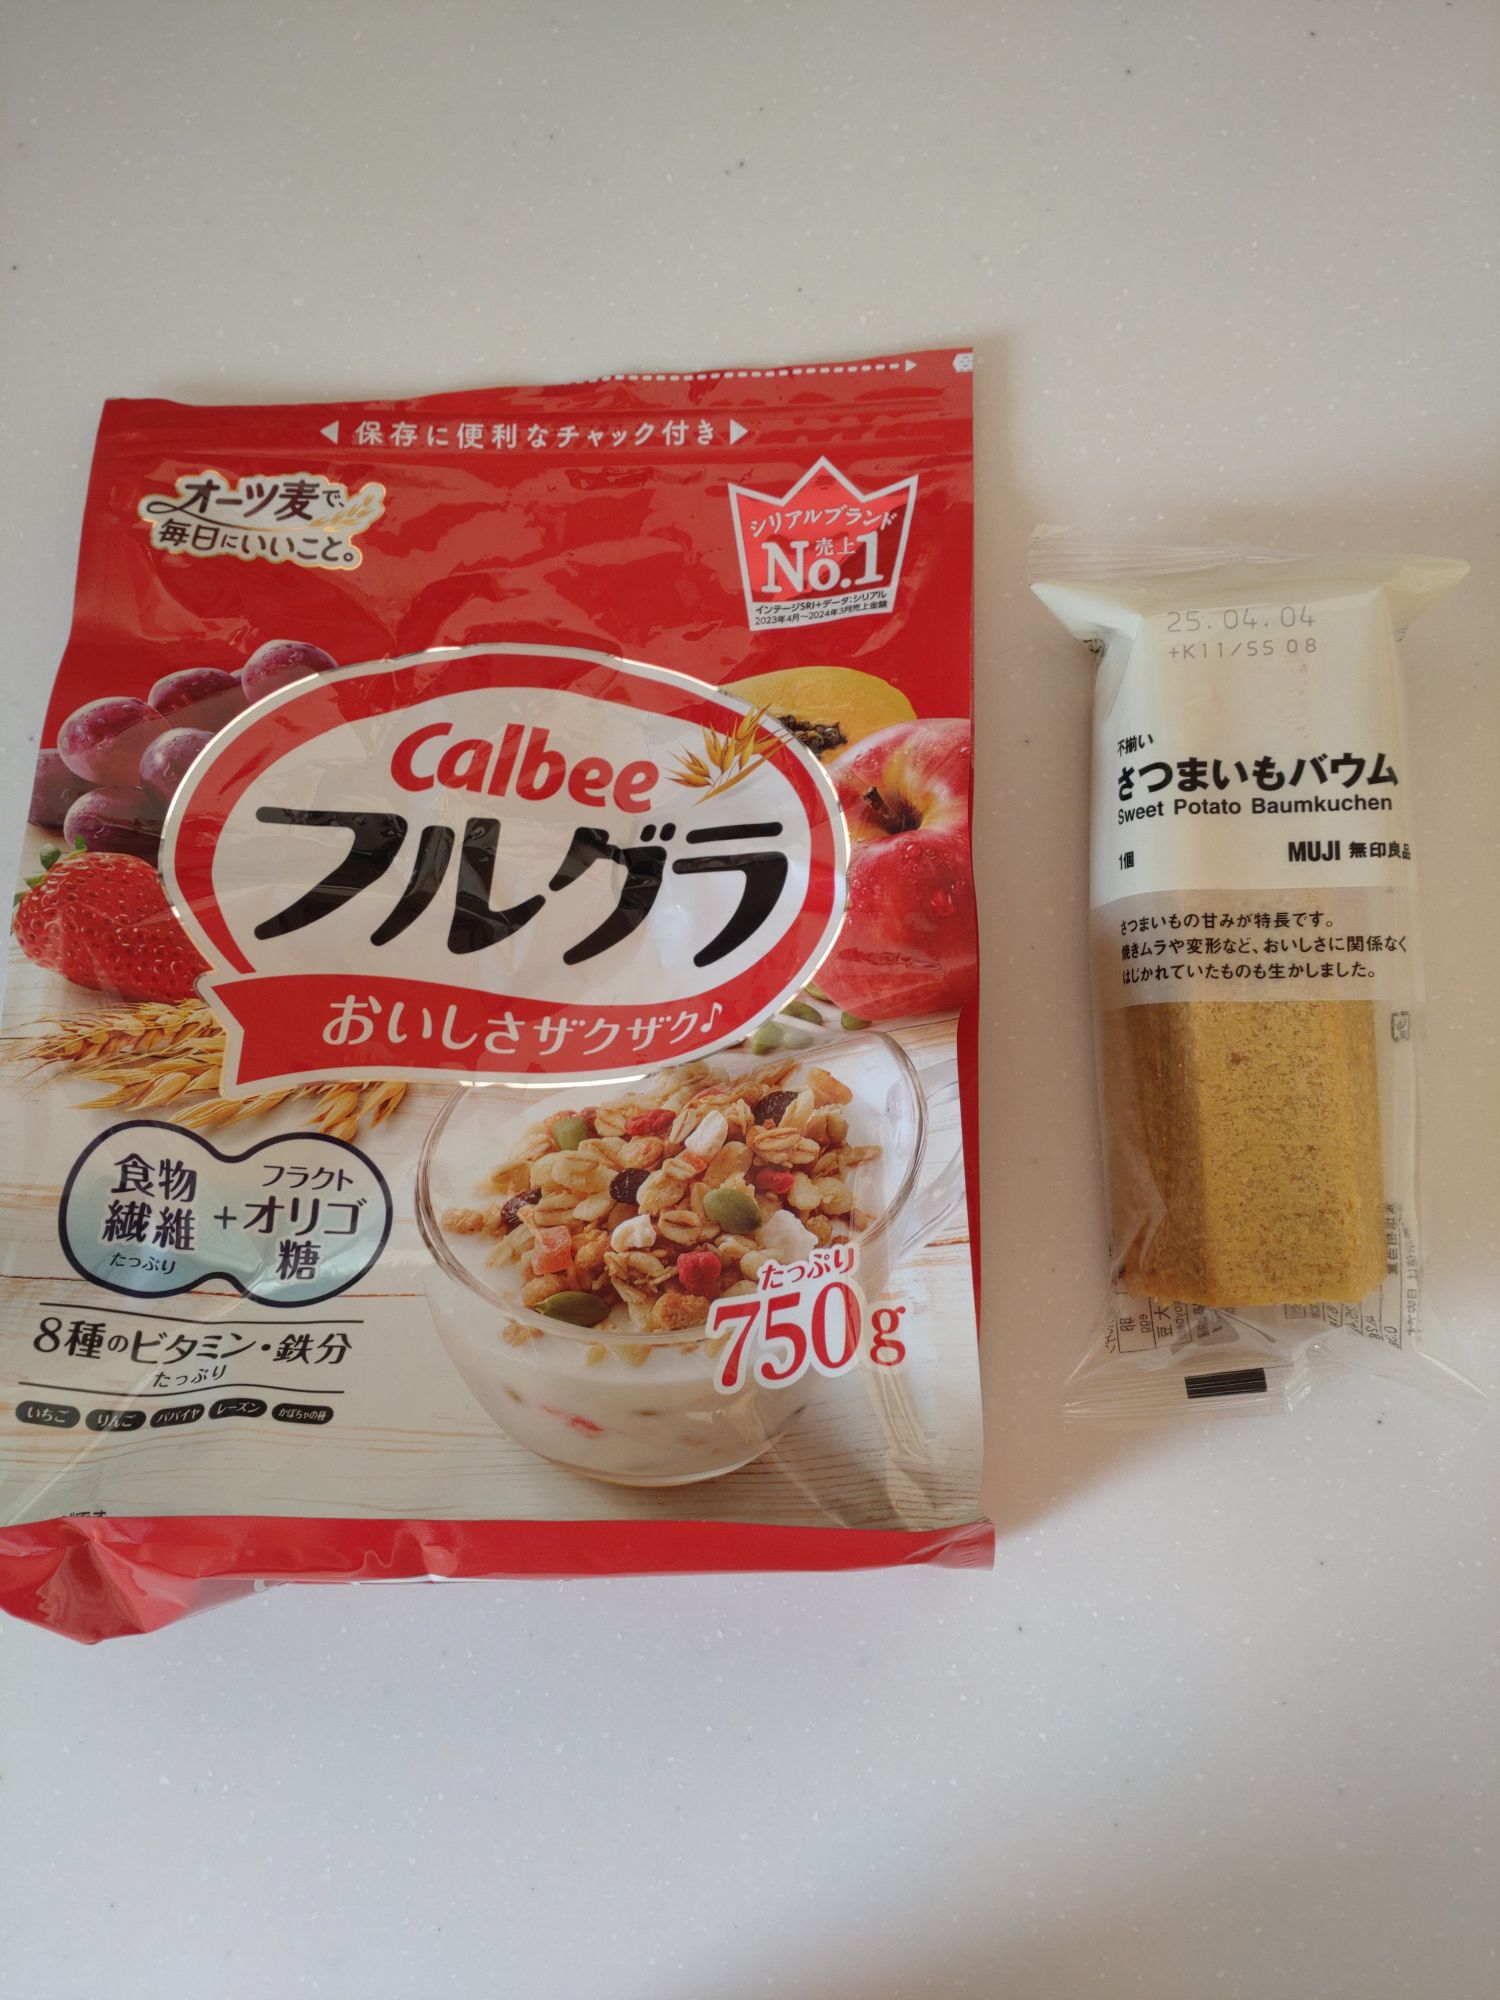 保存に便利なチャック付き
オーツ麦で、
毎日にいいこと。
シリアルブランド
売上
No.1
インテージSRI+データ:シリアル
2023年4月〜2024年3月売上金額
Calbee
フルグラ
おいしさザクザク♪
食物
繊維
たっぷり
+
フラクト
オリゴ
糖
8種のビタミン・鉄分
たっぷり
いちご りんご パパイヤ レーズン かぼちゃの種
たっぷり
750g
25.04.04
+K11/SS 08
不揃い
さつまいもバウム
Sweet Potato Baumkuchen
1個
MUJI 無印良品
さつまいもの甘みが特長です。
焼きムラや変形など、おいしさに関係なく
はじかれていたものも生かしました。